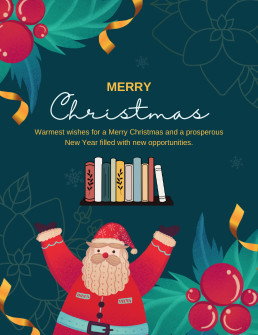 MERRY
Christmas
Warmest wishes for a Merry Christmas and a prosperous
New Year filled with new opportunities.